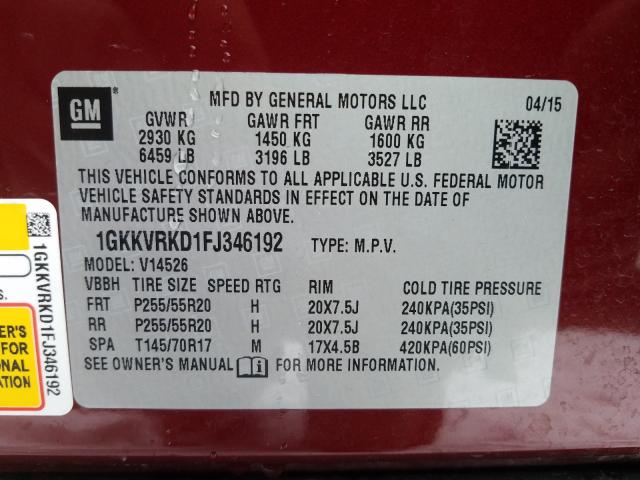 GM
MFD BY GENERAL MOTORS LLC 04/15
GVWR GAWR FRT GAWR RR
2930 KG 1450 KG 1600 KG
6459 LB 3196 LB 3527 LB
THIS VEHICLE CONFORMS TO ALL APPLICABLE U.S. FEDERAL MOTOR
VEHICLE SAFETY STANDARDS IN EFFECT ON THE DATE OF
MANUFACTURE SHOWN ABOVE.
1GKKVRKD1FJ346192 TYPE: M.P.V.
MODEL: V14526
VBBH TIRE SIZE SPEED RTG RIM COLD TIRE PRESSURE
FRT P255/55R20 H 20X7.5J 240KPA(35PSI)
RR P255/55R20 H 20X7.5J 240KPA(35PSI)
SPA T145/70R17 M 17X4.5B 420KPA(60PSI)
SEE OWNER'S MANUAL FOR MORE INFORMATION.
1GKKVRKD1FJ346192
S.
ER'S
FOR
ONAL
ION